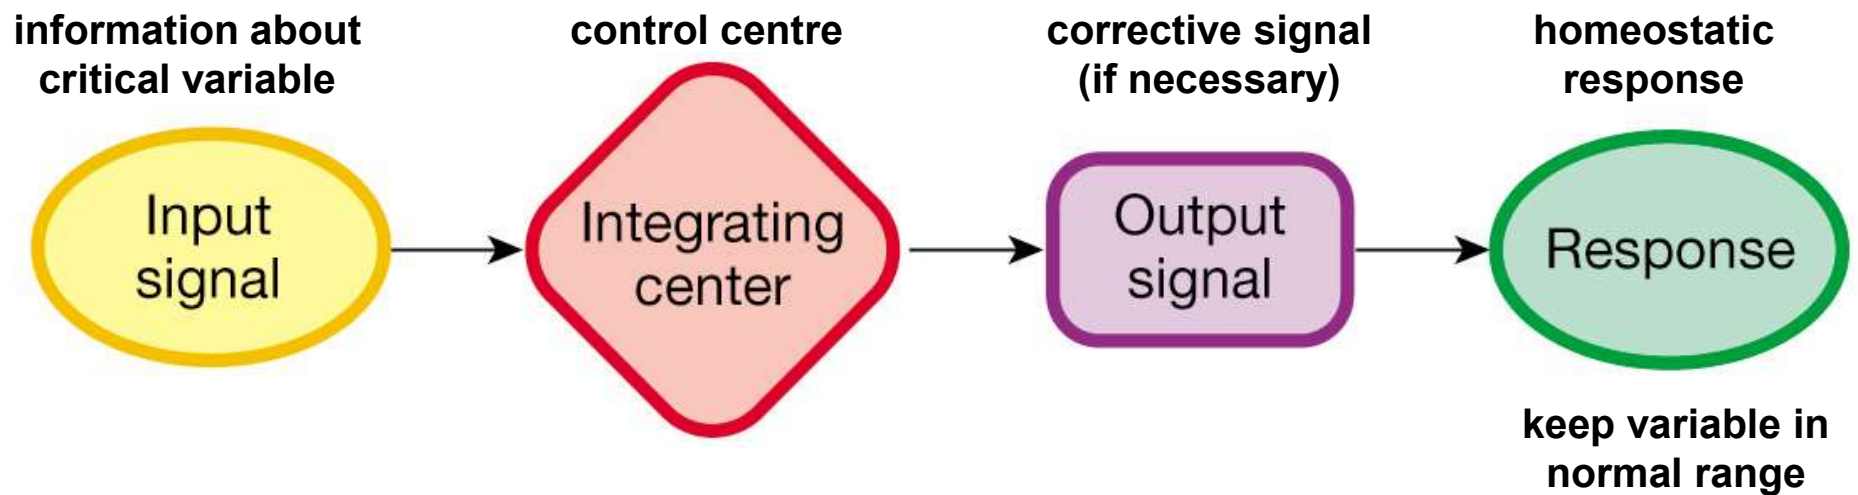 information about
critical variable
control centre
corrective signal
(if necessary)
homeostatic
response
Input
signal
Integrating
center
Output
signal
Response
keep variable in
normal range